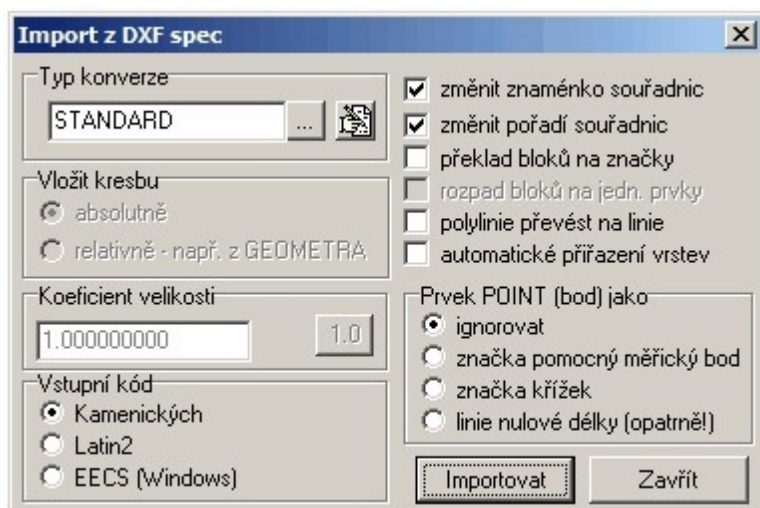 Import z DXF spec
Typ konverze
STANDARD
...
Vložit kresbu
absolutně
relativně - např. z GEOMETRA
Koeficient velikosti
1.000000000
1.0
Vstupní kód
Kamenických
Latin2
EECS (Windows)
změnit znaménko souřadnic
změnit pořadí souřadnic
překlad bloků na značky
rozpad bloků na jedn. prvky
polylinie převést na linie
automatické přiřazení vrstev
Prvek POINT (bod) jako
ignorovat
značka pomocný měřický bod
značka křížek
linie nulové délky (opatrně!)
Importovat
Zavřít